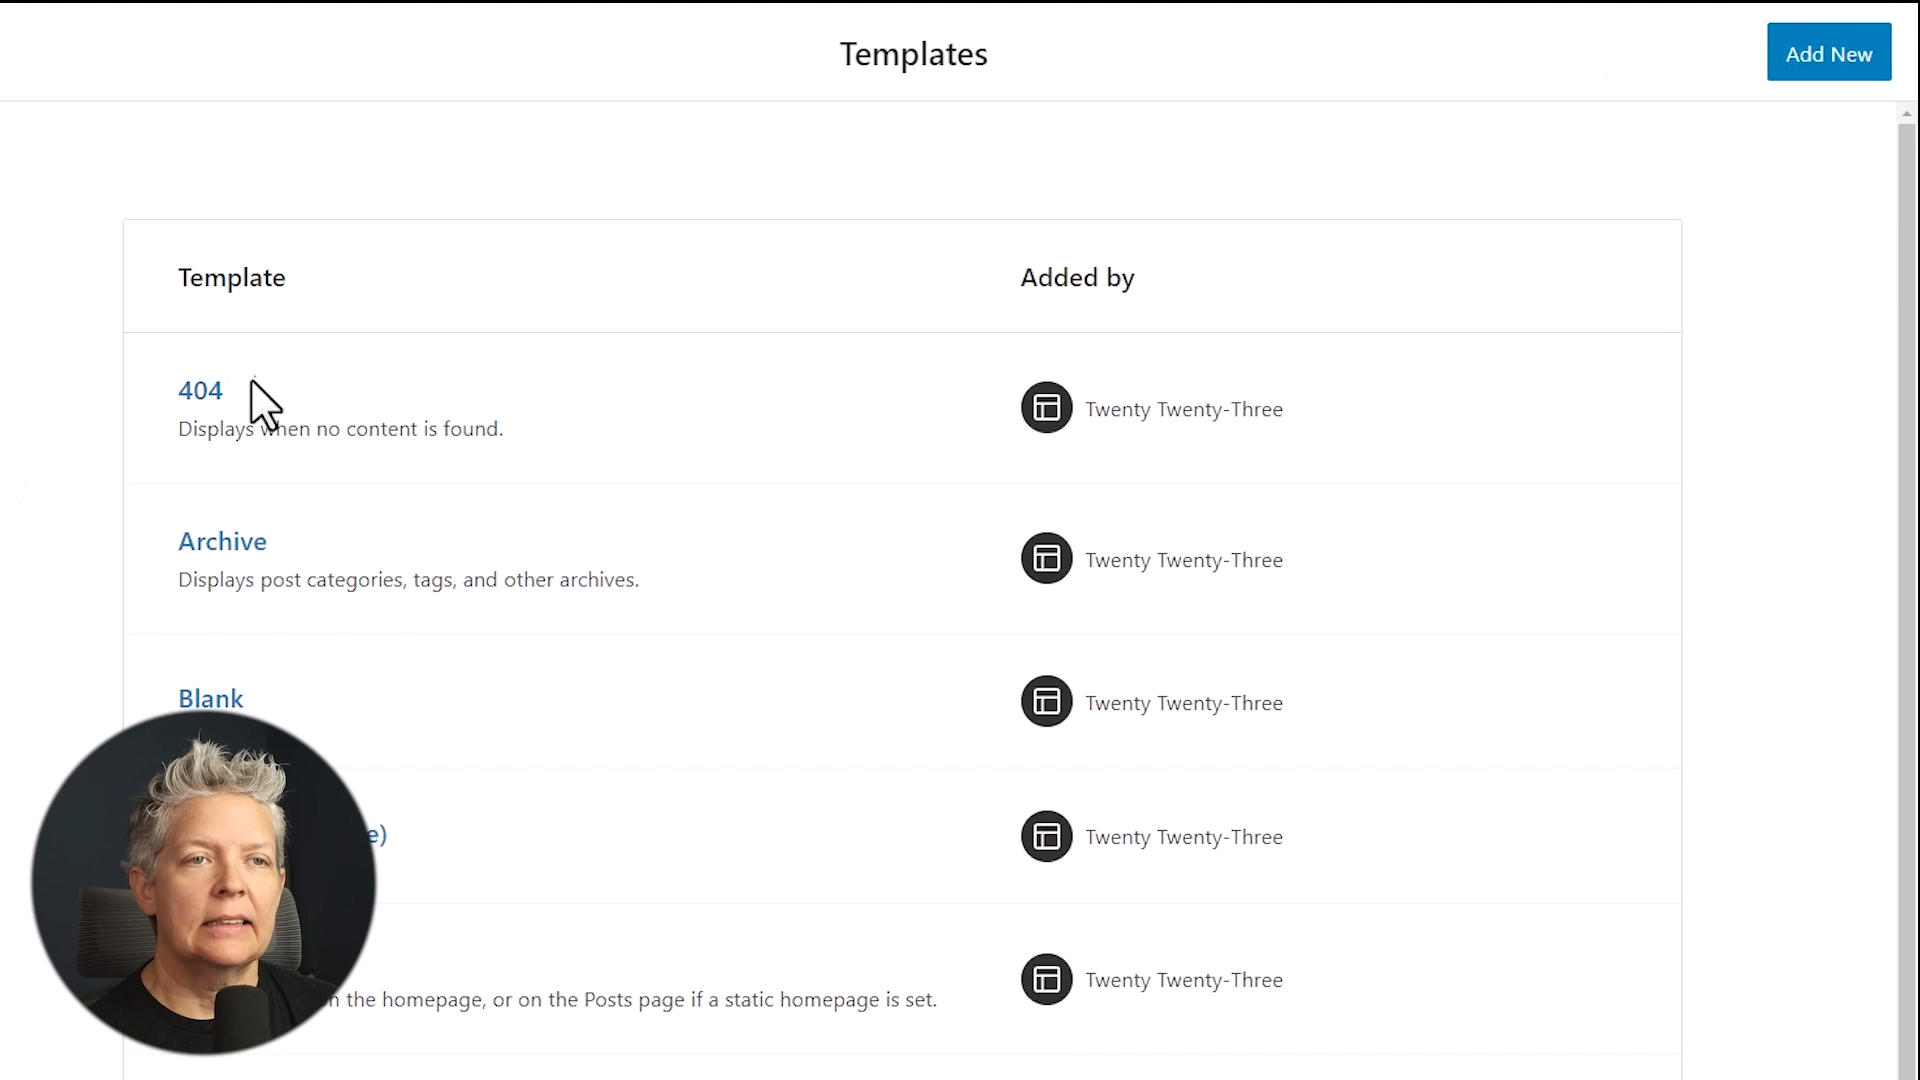 Templates
Add New
Template
Added by
404
Displays when no content is found.
Twenty Twenty-Three
Archive
Displays post categories, tags, and other archives.
Twenty Twenty-Three
Blank
Twenty Twenty-Three
e)
Twenty Twenty-Three
n the homepage, or on the Posts page if a static homepage is set.
Twenty Twenty-Three